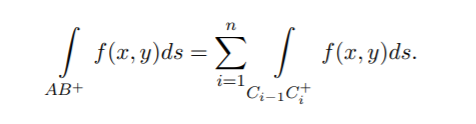 ∫_{AB+} f(x, y)ds = ∑_{i=1}^{n} ∫_{C_{i−1}C_i^+} f(x, y)ds.